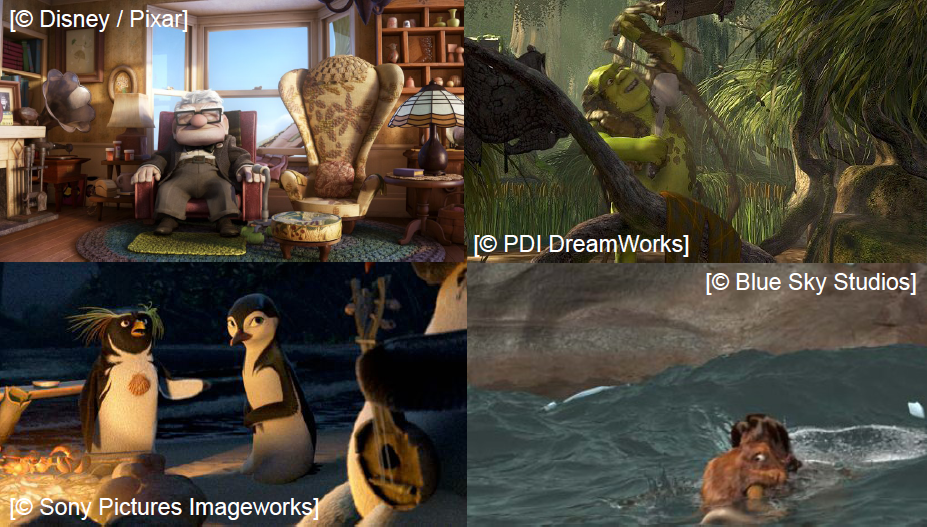 [© Disney / Pixar]
[© PDI DreamWorks]
[© Blue Sky Studios]
[© Sony Pictures Imageworks]